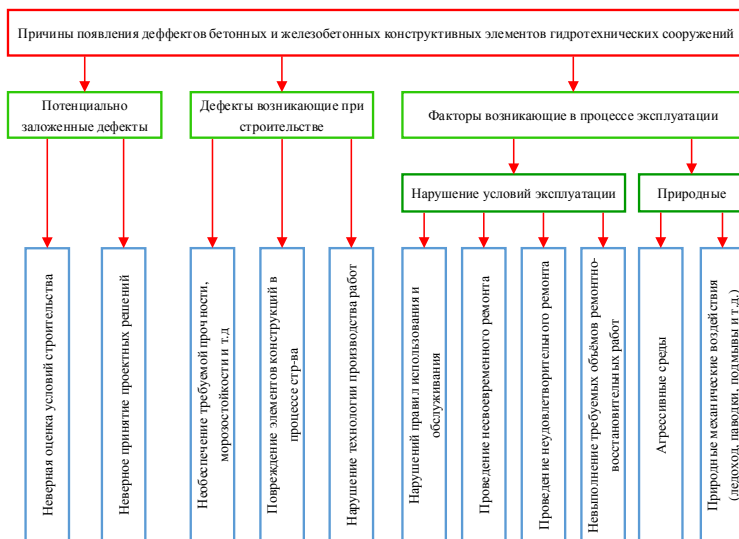 Причины появления деффектов бетонных и железобетонных конструктивных элементов гидротехнических сооружений
Потенциально
заложенные дефекты
Дефекты возникающие при
строительстве
Факторы возникающие в процессе эксплуатации
Нарушение условий эксплуатации
Природные
Неверная оценка условий строительства
Неверное принятие проектных решений
Необеспечение требуемой прочности,
морозостойкости и т.д
Повреждение элементов конструкций в
процессе стр-ва
Нарушение технологии производства работ
Нарушений правил использования и
обслуживания
Проведение несвоевременного ремонта
Проведение неудовлетворительного ремонта
Невыполнение требуемых объёмов ремонтно-
восстановительных работ
Агрессивные среды
Природные механические воздействия
(ледоход, паводки, подмывы и т.д.)